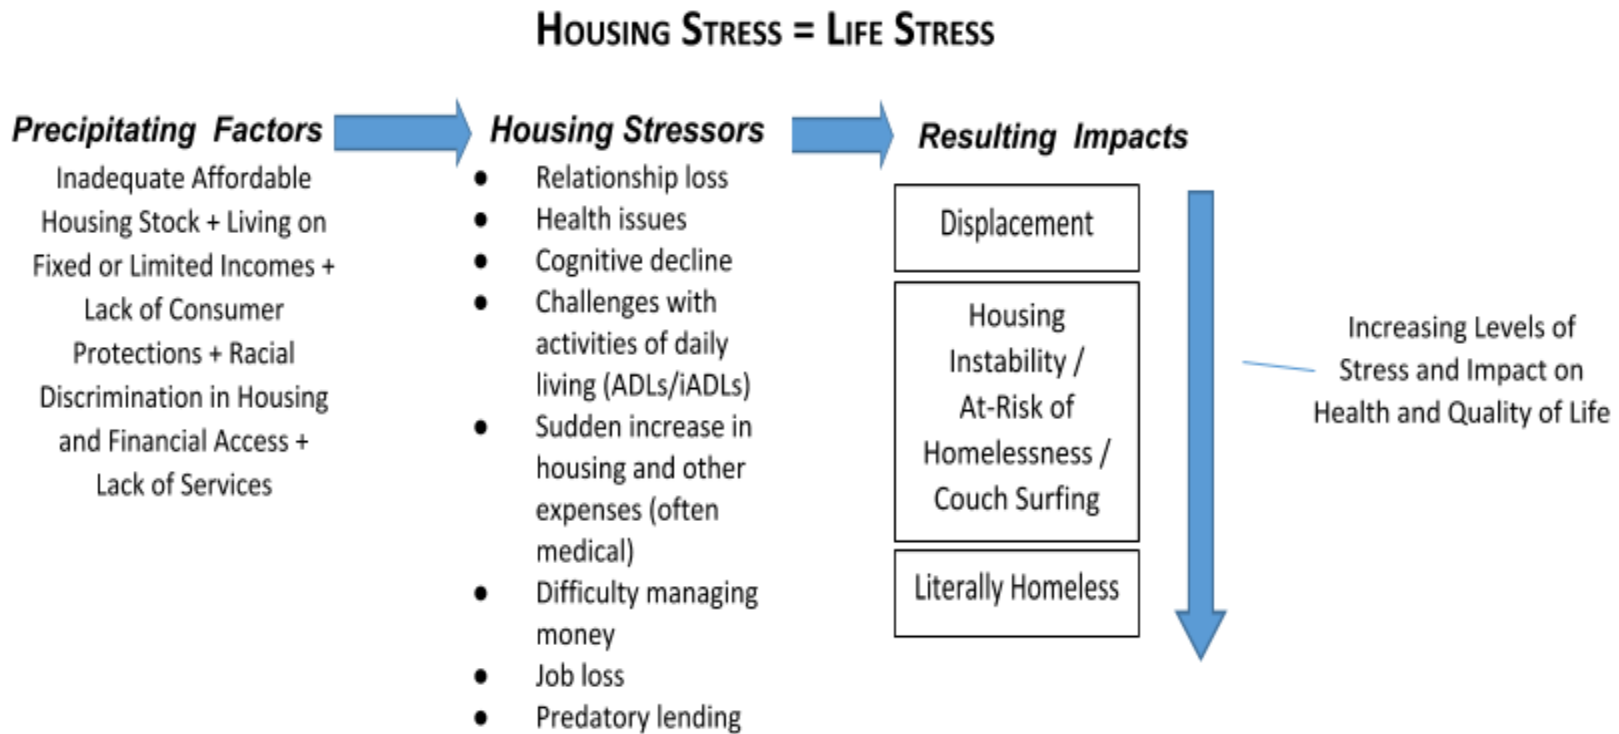 HOUSING STRESS = LIFE STRESS
Precipitating Factors
Inadequate Affordable
Housing Stock + Living on
Fixed or Limited Incomes +
Lack of Consumer
Protections + Racial
Discrimination in Housing
and Financial Access +
Lack of Services
Housing Stressors
● Relationship loss
● Health issues
● Cognitive decline
● Challenges with
activities of daily
living (ADLs/iADLs)
● Sudden increase in
housing and other
expenses (often
medical)
● Difficulty managing
money
● Job loss
● Predatory lending
Resulting Impacts
Displacement
Housing
Instability /
At-Risk of
Homelessness /
Couch Surfing
Literally Homeless
Increasing Levels of
Stress and Impact on
Health and Quality of Life